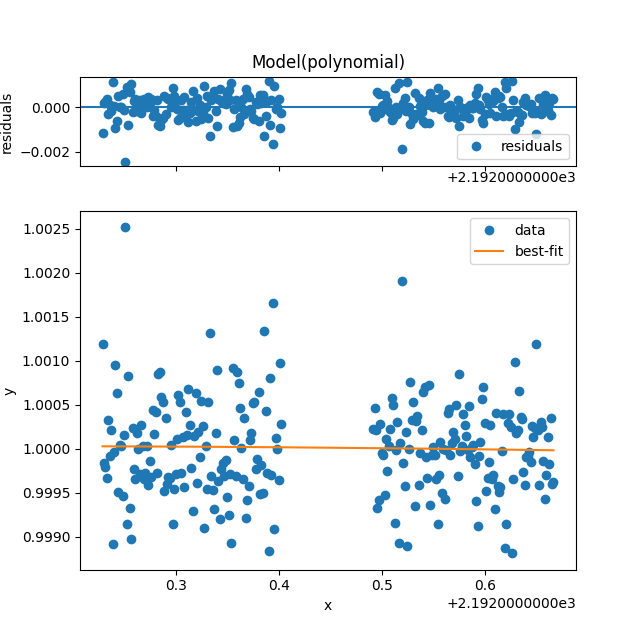 Model(polynomial)
residuals
0.000
−0.002
residuals
+2.1920000000e3
y
1.0025
1.0020
1.0015
1.0010
1.0005
1.0000
0.9995
0.9990
data
best-fit
0.3 0.4 0.5 0.6
x
+2.1920000000e3